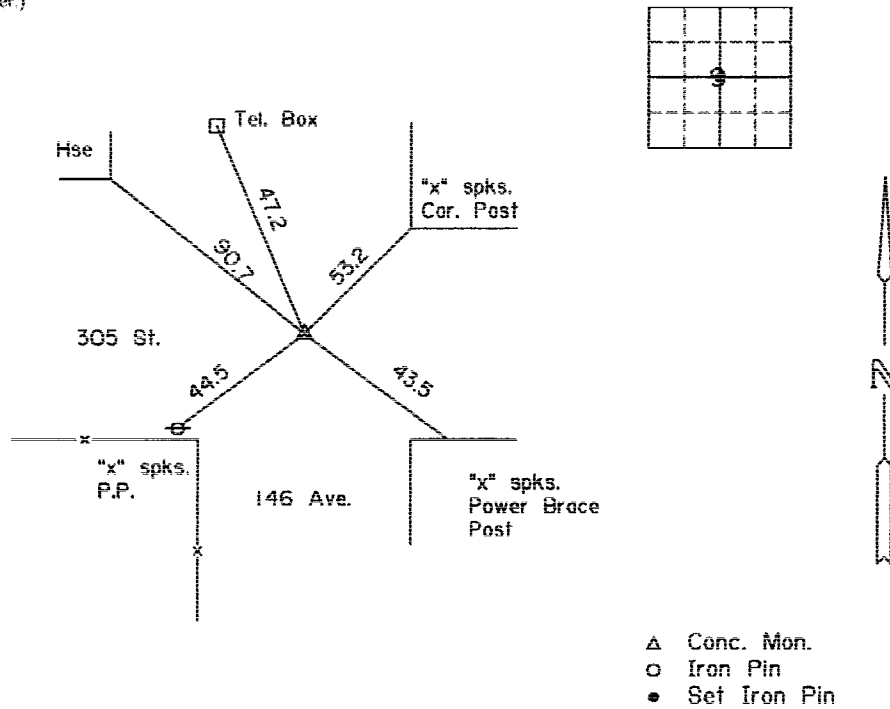 Tel. Box
Hse
"x" spks.
Cor. Post
47.2
90.7
53.2
305 St.
44.5
43.5
N
"x" spks.
P.P.
146 Ave.
"x" spks.
Power Brace
Post
Conc. Mon.
Iron Pin
Set Iron Pin